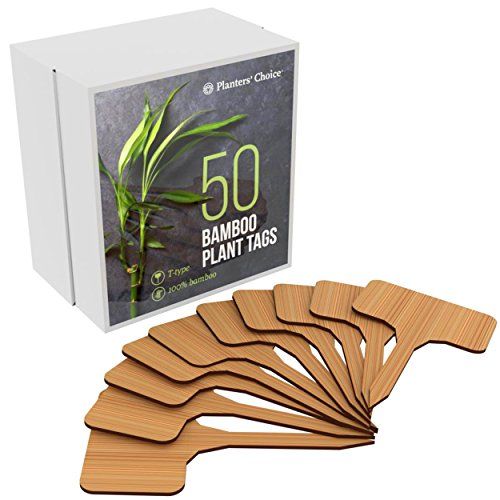 Planters' Choice
50
BAMBOO
PLANT TAGS
T-type
100% bamboo